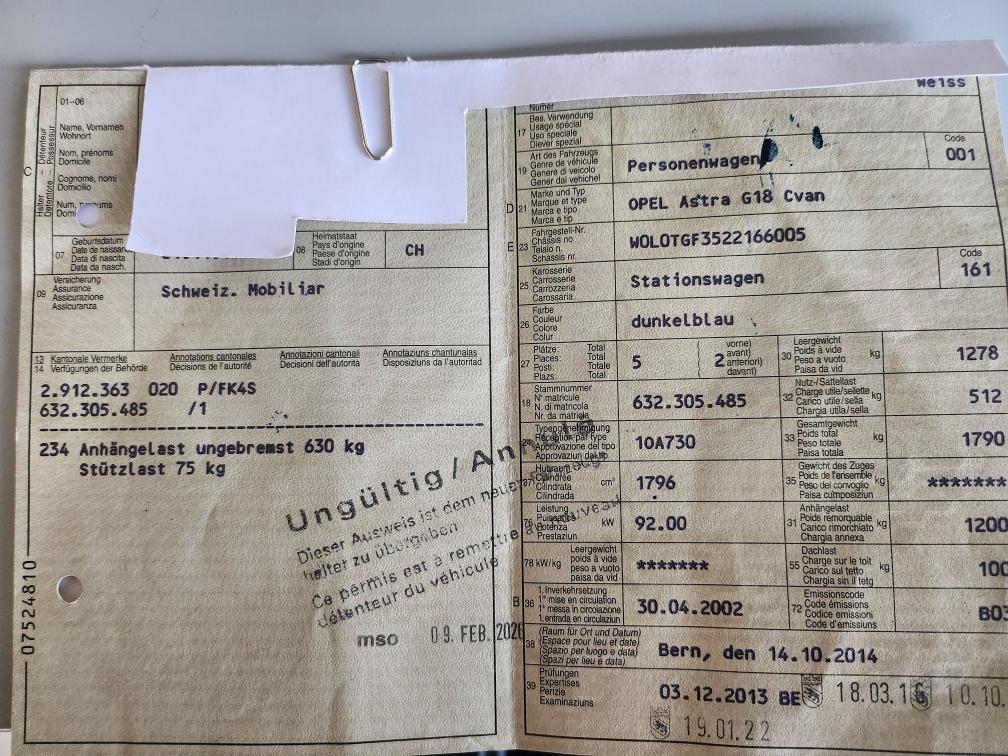 01-06
Name, Vornamen
Wohnort
Nom, prénoms
Domicile
Cognome, nomi
Domicilio
Num,
C
Halter – Détenteur
Detentore – Possessur
07
Geburtsdatum
Date de naissan
Data di nascita
Data da nasch.
08
Heimatstaat
Pays d'origine
Paese d'origine
Stadi d'origin
CH
09
Versicherung
Assurance
Assicurazione
Assicuranza
Schweiz. Mobiliar
13 Kantonale Vermerke Annotations cantonales Annotazioni cantonali Annotaziuns chantunalas
14 Verfügungen der Behörde Décisions de l'autorité Decisioni dell'autorità Disposiziuns da l'autoritad
2.912.363 020 P/FK4S
632.305.485 /1
234 Anhängelast ungebremst 630 kg
Stützlast 75 kg
Ungültig/
Dieser Ausweis ist dem neuen
halter zu übergeben
Ce permis est à remettre au nouveau
détenteur du véhicule
mso 09. FEB. 202
07524810
weiss
Numer
17
Bes. Verwendung
Usage spécial
Uso speciale
Diever spezial
19
Art des Fahrzeugs
Genre de véhicule
Genere di veicolo
Gener dal vehichel
Personenwagen
Code
001
D 21
Marke und Typ
Marque et type
Marca e tipo
Marca e tip
OPEL Astra G18 Cvan
E 23
Fahrgestell-Nr.
Châssis no
Telaio n.
Schassis nr.
WOLOTGF3522166005
25
Karosserie
Carrosserie
Carrozzeria
Carossaria
Stationswagen
Code
161
26
Farbe
Couleur
Colore
Colur
dunkelblau
27
Plätze: Total
Places: Total
Posti: Totale
Plazs: Total
5
2
vorne)
avant)
anteriori)
davant)
30
Leergewicht
Poids à vide
Peso a vuoto
Paisa da vid
kg
1278
18
Stammnummer
N° matricule
N. di matricola
Nr. da matricla
632.305.485
32
Nutz-/Sattellast
Charge utile/sellette
Carico utile/sella
Chargia utila/sella
kg
512
24
Typengenehmigung
Réception par type
Approvazione del tipo
Approvaziun dal tip
10A730
33
Gesamtgewicht
Poids total
Peso totale
Paisa totala
kg
1790
37
Hubraum
Cylindrée
Cilindrata
Cilindrada
cm³
1796
35
Gewicht des Zuges
Poids de l'ensemble
Peso del convoglio
Paisa cumposiziun
kg
*******
76
Leistung
Puissance
Potenza
Prestaziun
kW
92.00
31
Anhängelast
Poids remorquable
Carico rimorchiato
Chargia annexa
kg
1200
78 kW/kg
Leergewicht
poids à vide
peso a vuoto
paisa da vid
*******
55
Dachlast
Charge sur le toit
Carico sul tetto
Chargia sin il tetg
kg
100
B 36
1.Inverkehrsetzung
1re mise en circulation
1a messa in circolazione
1.entrada en circulaziun
30.04.2002
72
Emissionscode
Code émissions
Codice emissioni
Code d'emissiuns
B03
38
(Raum für Ort und Datum)
(Espace pour lieu et date)
(Spazio per luogo e data)
(Spazi per lieu e data)
Bern, den 14.10.2014
39
Prüfungen
Expertises
Perizie
Examinaziuns
03.12.2013 BE 18.03.16 10.10
19.01.22